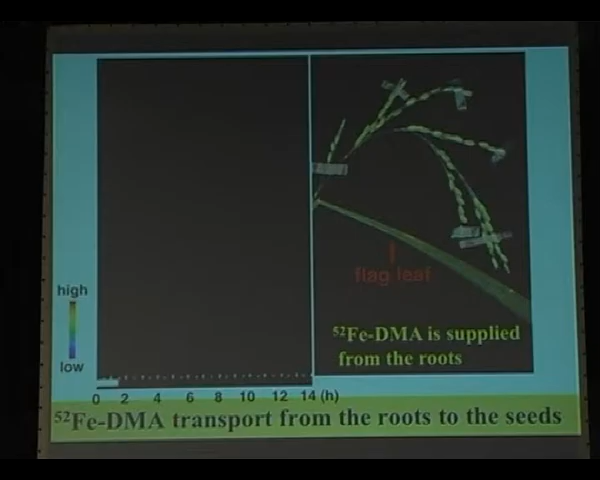 high
low
0 2 4 6 8 10 12 14 (h)
flag leaf
⁵²Fe-DMA is supplied
from the roots
⁵²Fe-DMA transport from the roots to the seeds